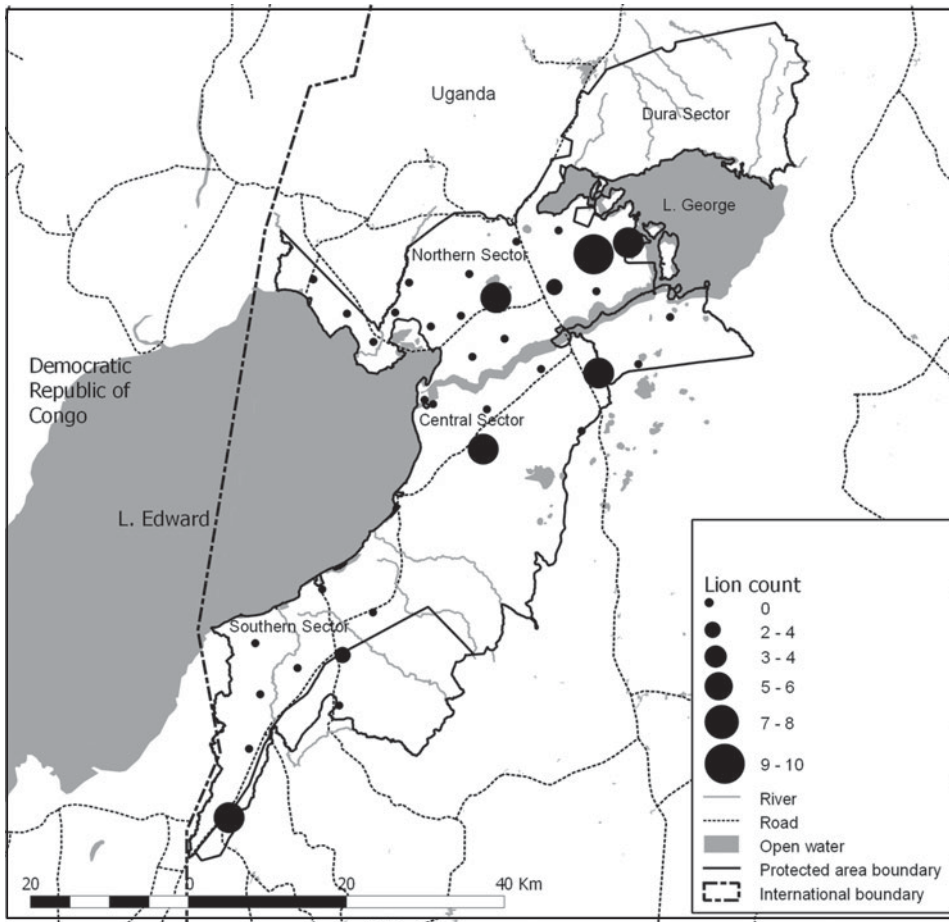 Uganda
Dura Sector
L. George
Northern Sector
Democratic
Republic of
Congo
Central Sector
L. Edward
Southern Sector
Lion count
0
2 - 4
3 - 4
5 - 6
7 - 8
9 - 10
River
Road
Open water
Protected area boundary
International boundary
20 0 20 40 Km